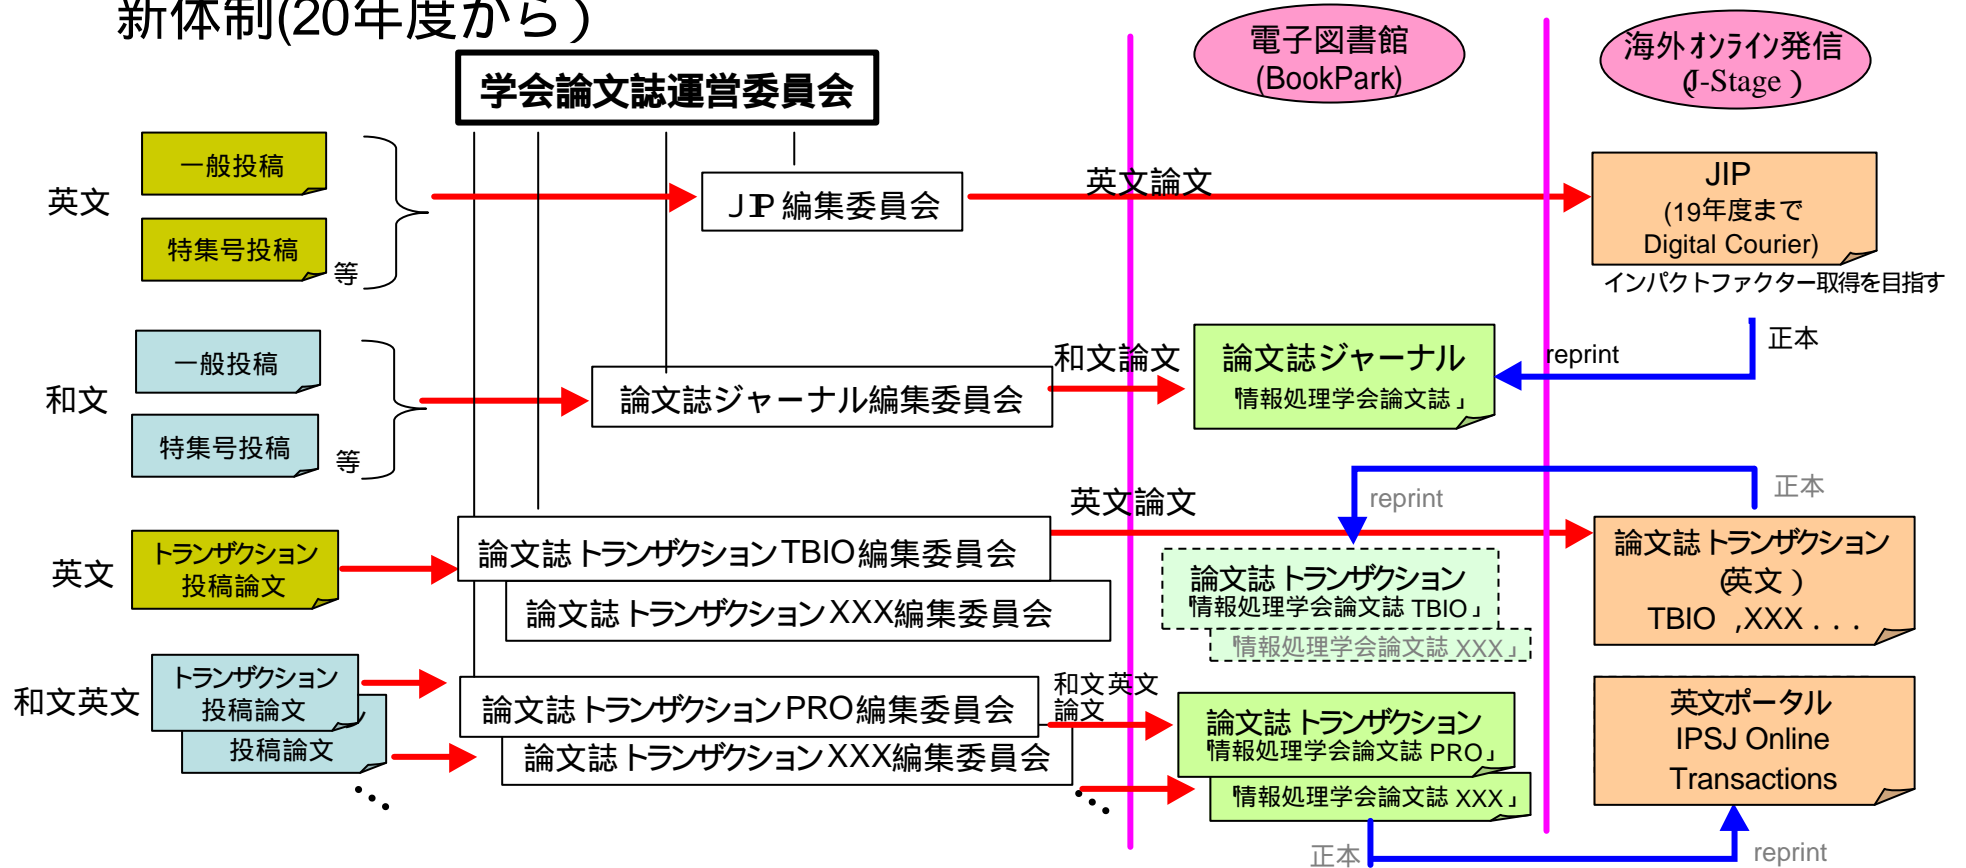 新体制(20年度から)
学会論文誌運営委員会
電子図書館
(BookPark)
海外オンライン発信
(J-Stage)
英文
一般投稿
特集号投稿
等
JIP編集委員会
英文論文
JIP
(19年度まで
Digital Courier)
インパクトファクター取得を目指す
和文
一般投稿
特集号投稿
等
論文誌ジャーナル編集委員会
和文論文
論文誌ジャーナル
「情報処理学会論文誌」
reprint
正本
英文
トランザクション
投稿論文
論文誌トランザクションTBIO編集委員会
論文誌トランザクションXXX編集委員会
英文論文
reprint
正本
論文誌トランザクション
「情報処理学会論文誌 TBIO」
「情報処理学会論文誌 XXX」
論文誌トランザクション
(英文)
TBIO ,XXX...
和文英文
トランザクション
投稿論文
投稿論文
論文誌トランザクションPRO編集委員会
論文誌トランザクションXXX編集委員会
和文英文
論文
論文誌トランザクション
「情報処理学会論文誌 PRO」
「情報処理学会論文誌 XXX」
英文ポータル
IPSJ Online
Transactions
正本
reprint